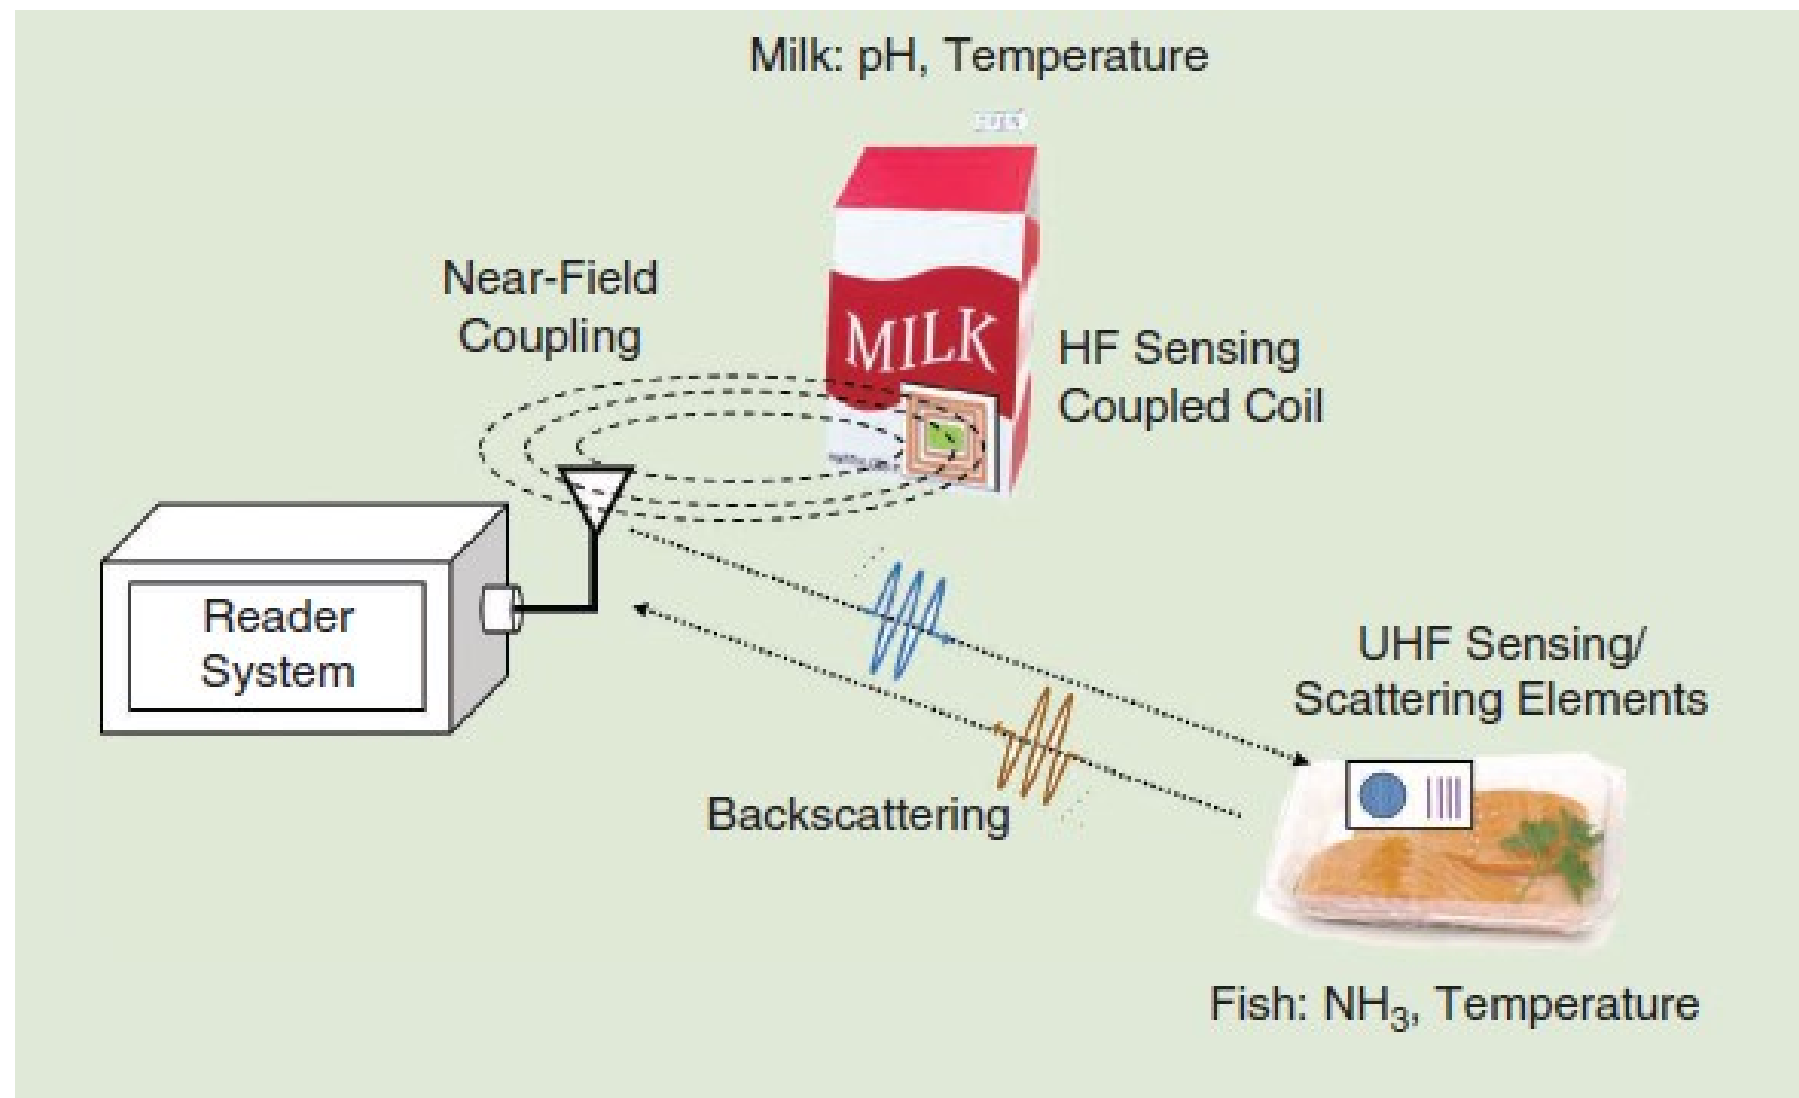 Milk: pH, Temperature
Near-Field
Coupling
MILK
HF Sensing
Coupled Coil
Reader
System
UHF Sensing/
Scattering Elements
Backscattering
Fish: NH₃, Temperature